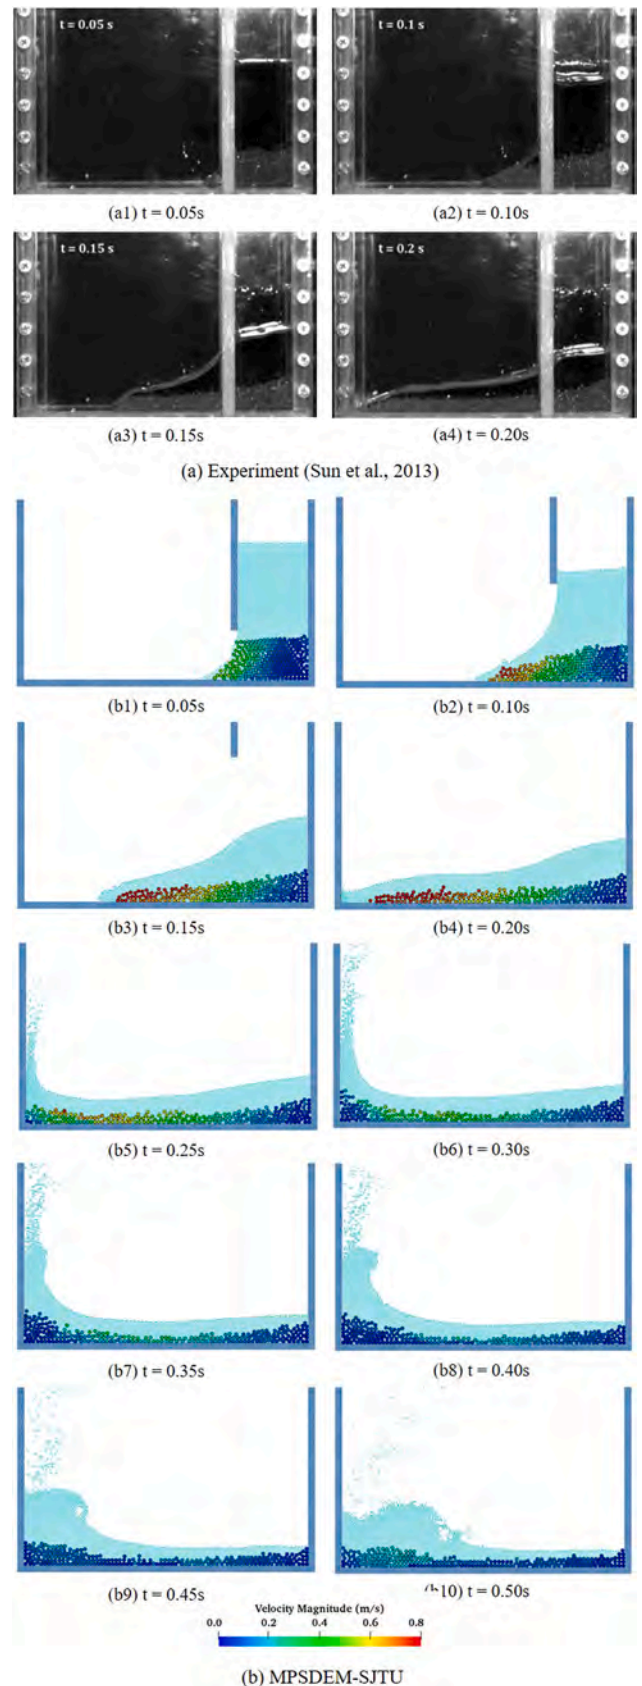 t = 0.05 s
t = 0.1 s
(a1) t = 0.05s
(a2) t = 0.10s
t = 0.15 s
t = 0.2 s
(a3) t = 0.15s
(a4) t = 0.20s
(a) Experiment (Sun et al., 2013)
(b1) t = 0.05s
(b2) t = 0.10s
(b3) t = 0.15s
(b4) t = 0.20s
(b5) t = 0.25s
(b6) t = 0.30s
(b7) t = 0.35s
(b8) t = 0.40s
(b9) t = 0.45s
(b10) t = 0.50s
Velocity Magnitude (m/s)
0.0 0.2 0.4 0.6 0.8
(b) MPSDEM-SJTU